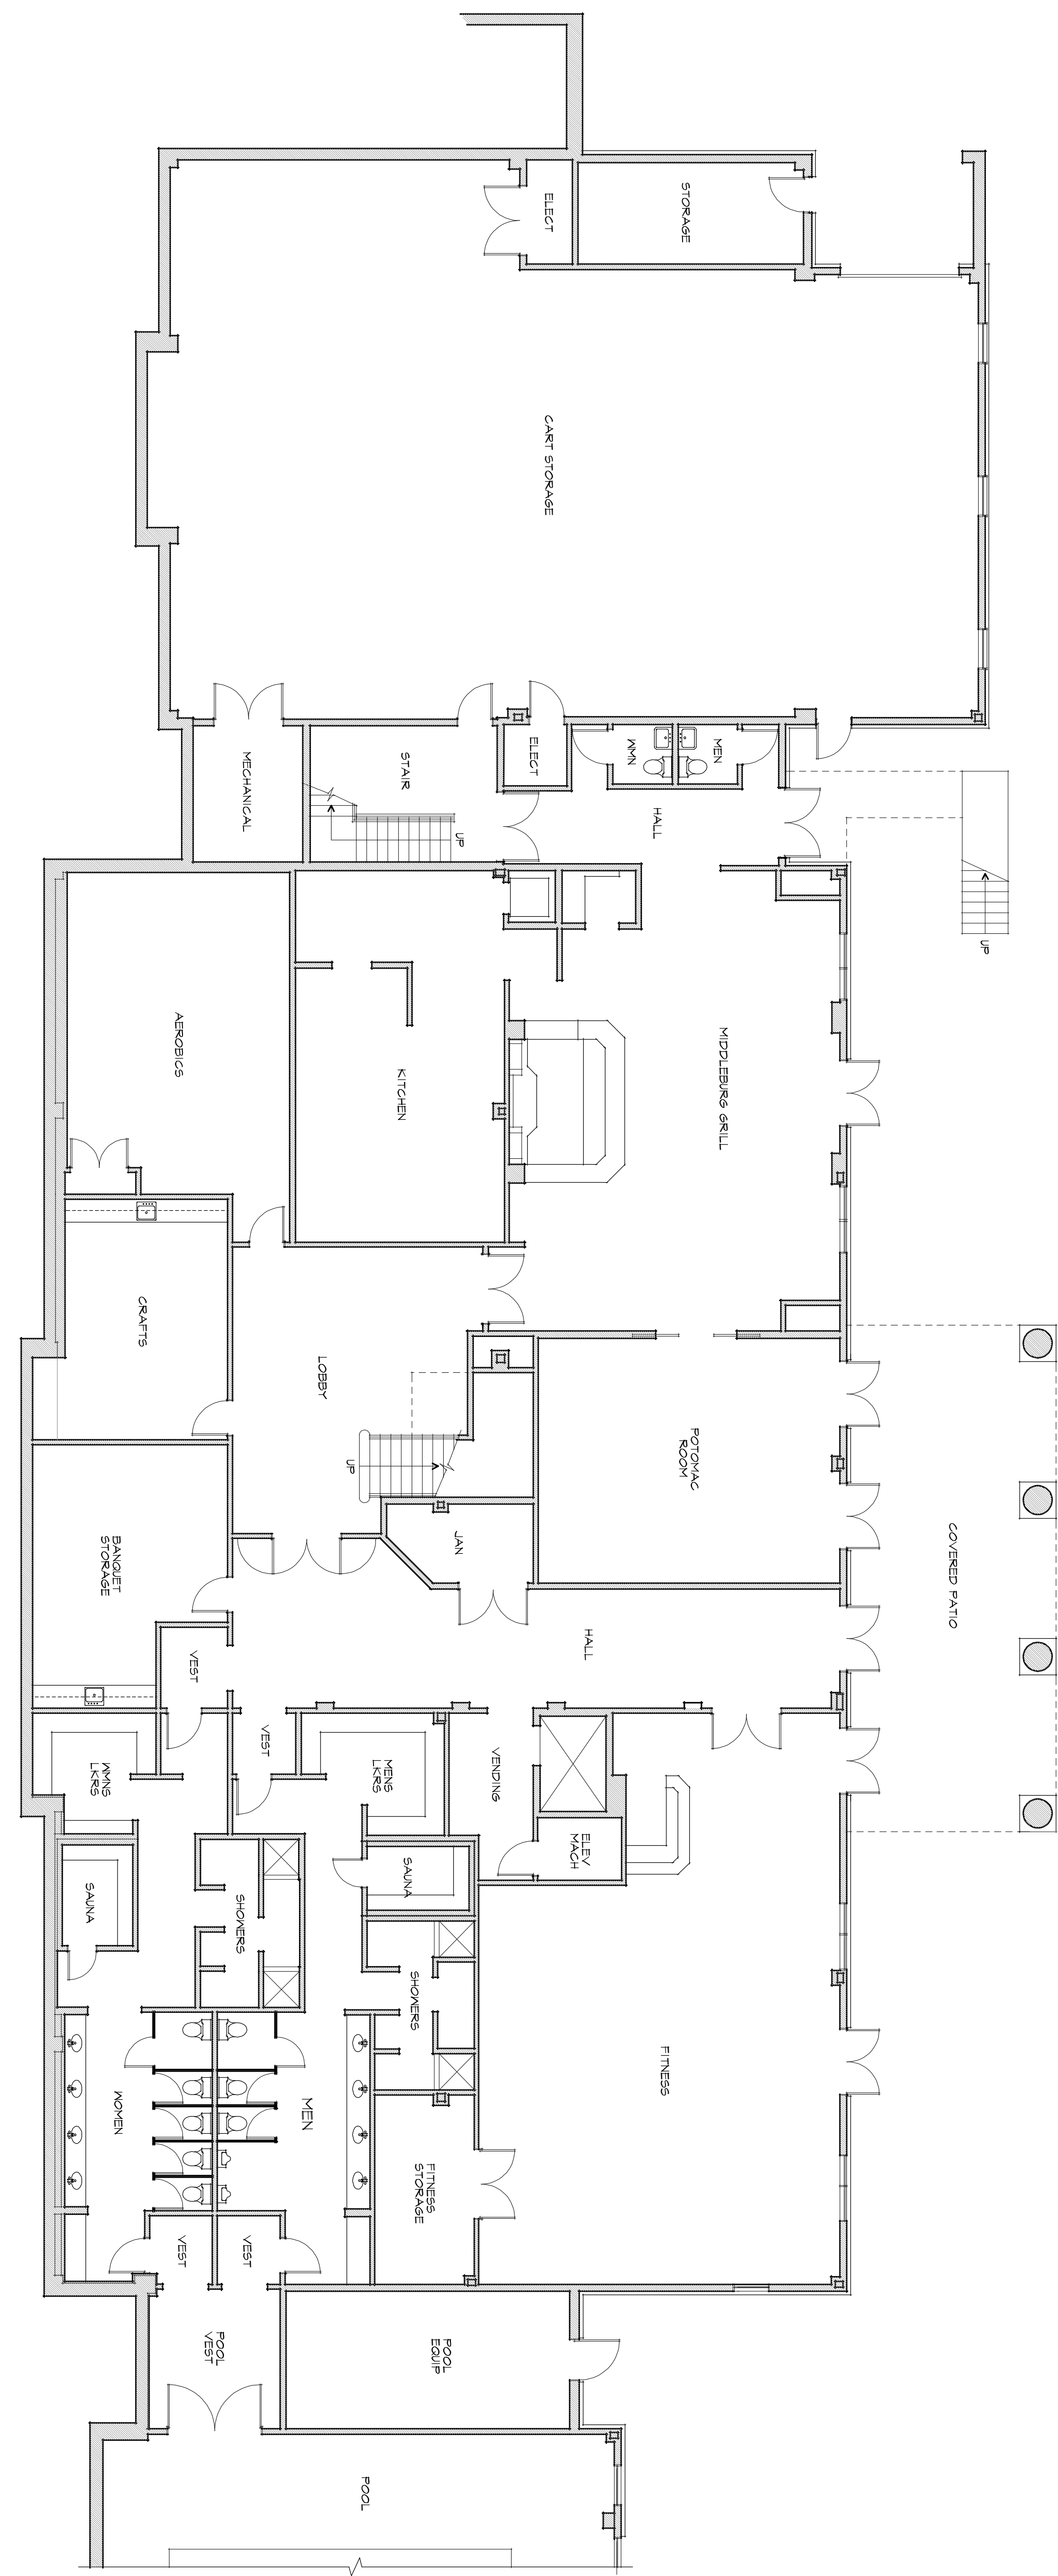 STORAGE
ELECT
CART STORAGE
MECHANICAL
STAIR
UP
ELECT
WMN
MEN
HALL
UP
AEROBICS
KITCHEN
MIDDLEBURG GRILL
CRAFTS
LOBBY
UP
POTOMAC
ROOM
COVERED PATIO
BANQUET
STORAGE
JAN
HALL
VEST
VEST
WMNS
LKRS
MENS
LKRS
VENDING
ELEV
MACH
SAUNA
SAUNA
SHOWERS
SHOWERS
FITNESS
WOMEN
MEN
FITNESS
STORAGE
VEST
VEST
POOL
VEST
POOL
EQUIP
POOL